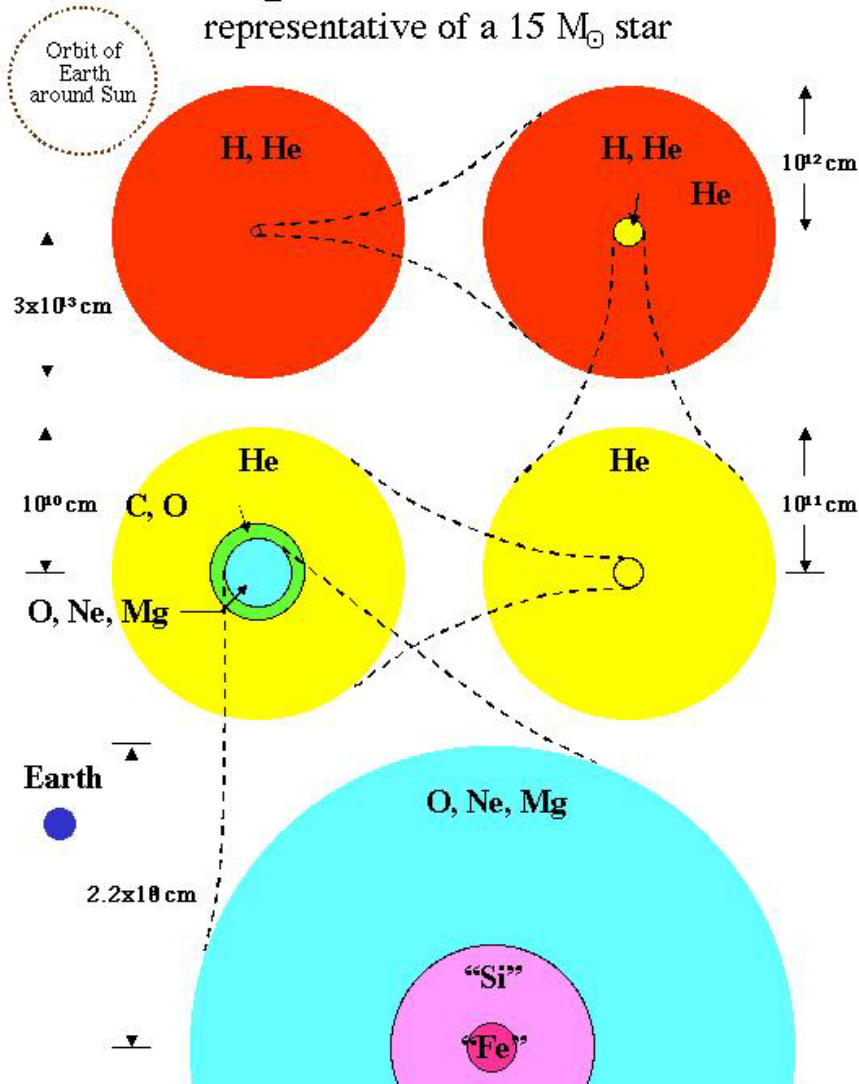 representative of a 15 M☉ star
Orbit of
Earth
around Sun
H, He
H, He
He
10¹² cm
3x10¹³ cm
He
He
10¹⁰ cm
C, O
10¹¹ cm
O, Ne, Mg
Earth
O, Ne, Mg
cm
“Si”
“Fe”